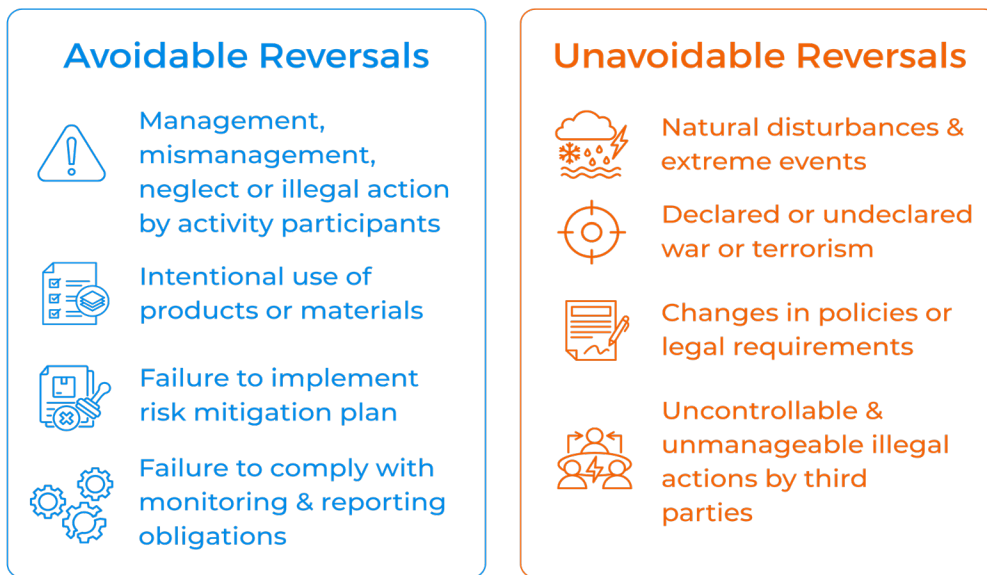 Avoidable Reversals
Management,
mismanagement,
neglect or illegal action
by activity participants
Intentional use of
products or materials
Failure to implement
risk mitigation plan
Failure to comply with
monitoring & reporting
obligations
Unavoidable Reversals
Natural disturbances &
extreme events
Declared or undeclared
war or terrorism
Changes in policies or
legal requirements
Uncontrollable &
unmanageable illegal
actions by third
parties